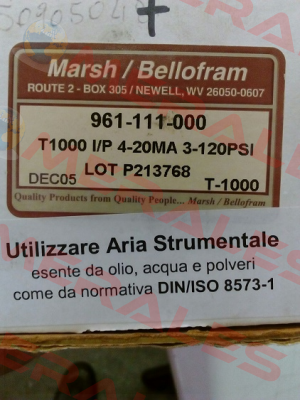 Marsh / Bellofram
ROUTE 2 - BOX 305 / NEWELL, WV 26050-0607
961-111-000
T1000 I/P 4-20MA 3-120PSI
LOT P213768
DEC05
T-1000
Quality Products from Quality People... Marsh / Bellofram
Utilizzare Aria Strumentale
esente da olio, acqua e polveri
come da normativa DIN/ISO 8573-1